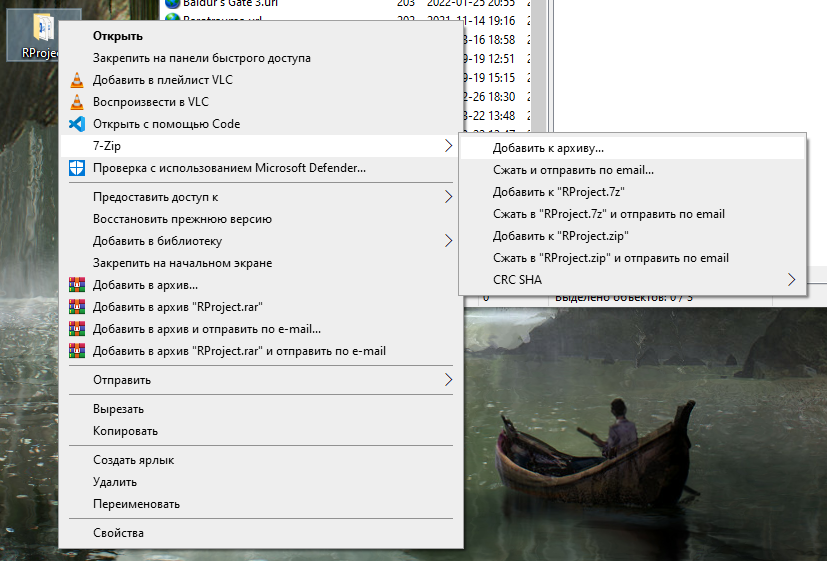 Baldur's Gate 3.url 203 2022-01-25 20:55
203 2021-11-14 19:16
RProjec
-16 18:58
-19 12:51
-19 15:15
-26 18:30
-22 13:48
Открыть
Закрепить на панели быстрого доступа
Добавить в плейлист VLC
Воспроизвести в VLC
Открыть с помощью Code
7-Zip
Проверка с использованием Microsoft Defender...
Предоставить доступ к
Восстановить прежнюю версию
Добавить в библиотеку
Закрепить на начальном экране
Добавить в архив...
Добавить в архив "RProject.rar"
Добавить в архив и отправить по e-mail...
Добавить в архив "RProject.rar" и отправить по e-mail
Отправить
Вырезать
Копировать
Создать ярлык
Удалить
Переименовать
Свойства
Добавить к архиву...
Сжать и отправить по email...
Добавить к "RProject.7z"
Сжать в "RProject.7z" и отправить по email
Добавить к "RProject.zip"
Сжать в "RProject.zip" и отправить по email
CRC SHA
0 Выделено объектов: 0 / 3